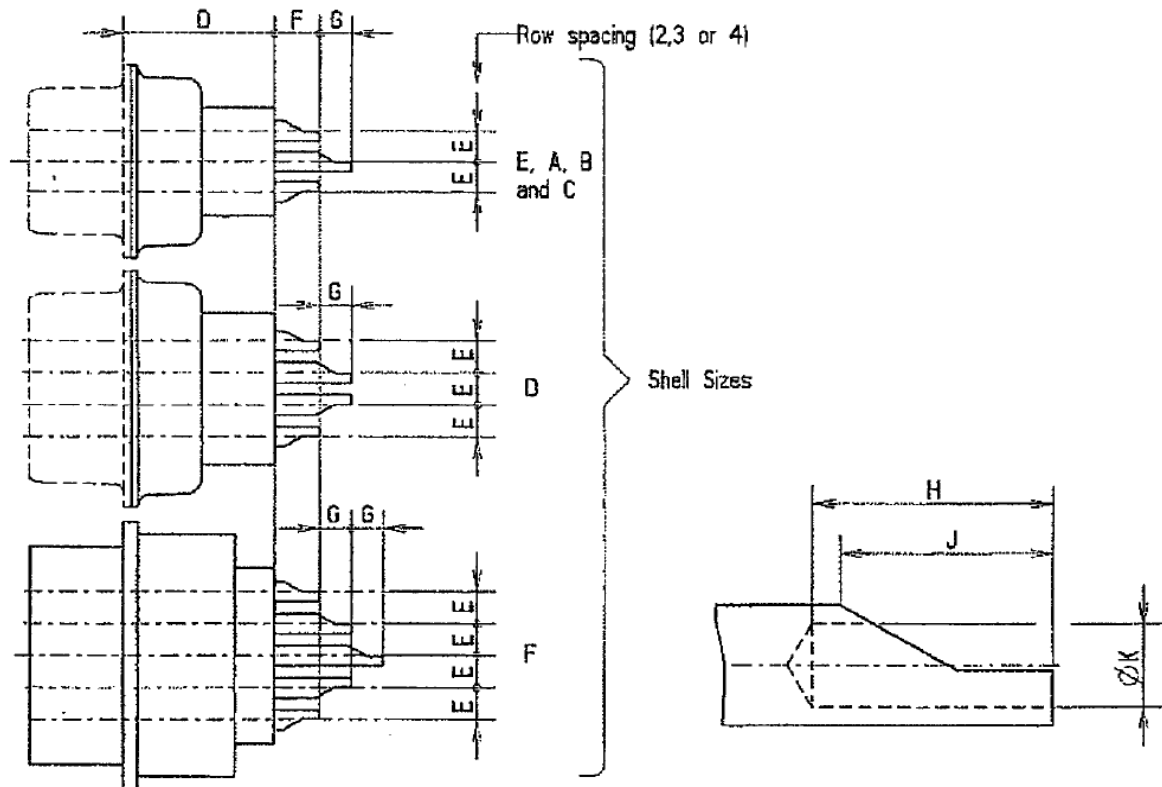 D F G
Row spacing (2,3 or 4)
E
E, A, B
E
and C
G
E
E
D
E
Shell Sizes
G G
E
E
F
E
E
H
J
ØK